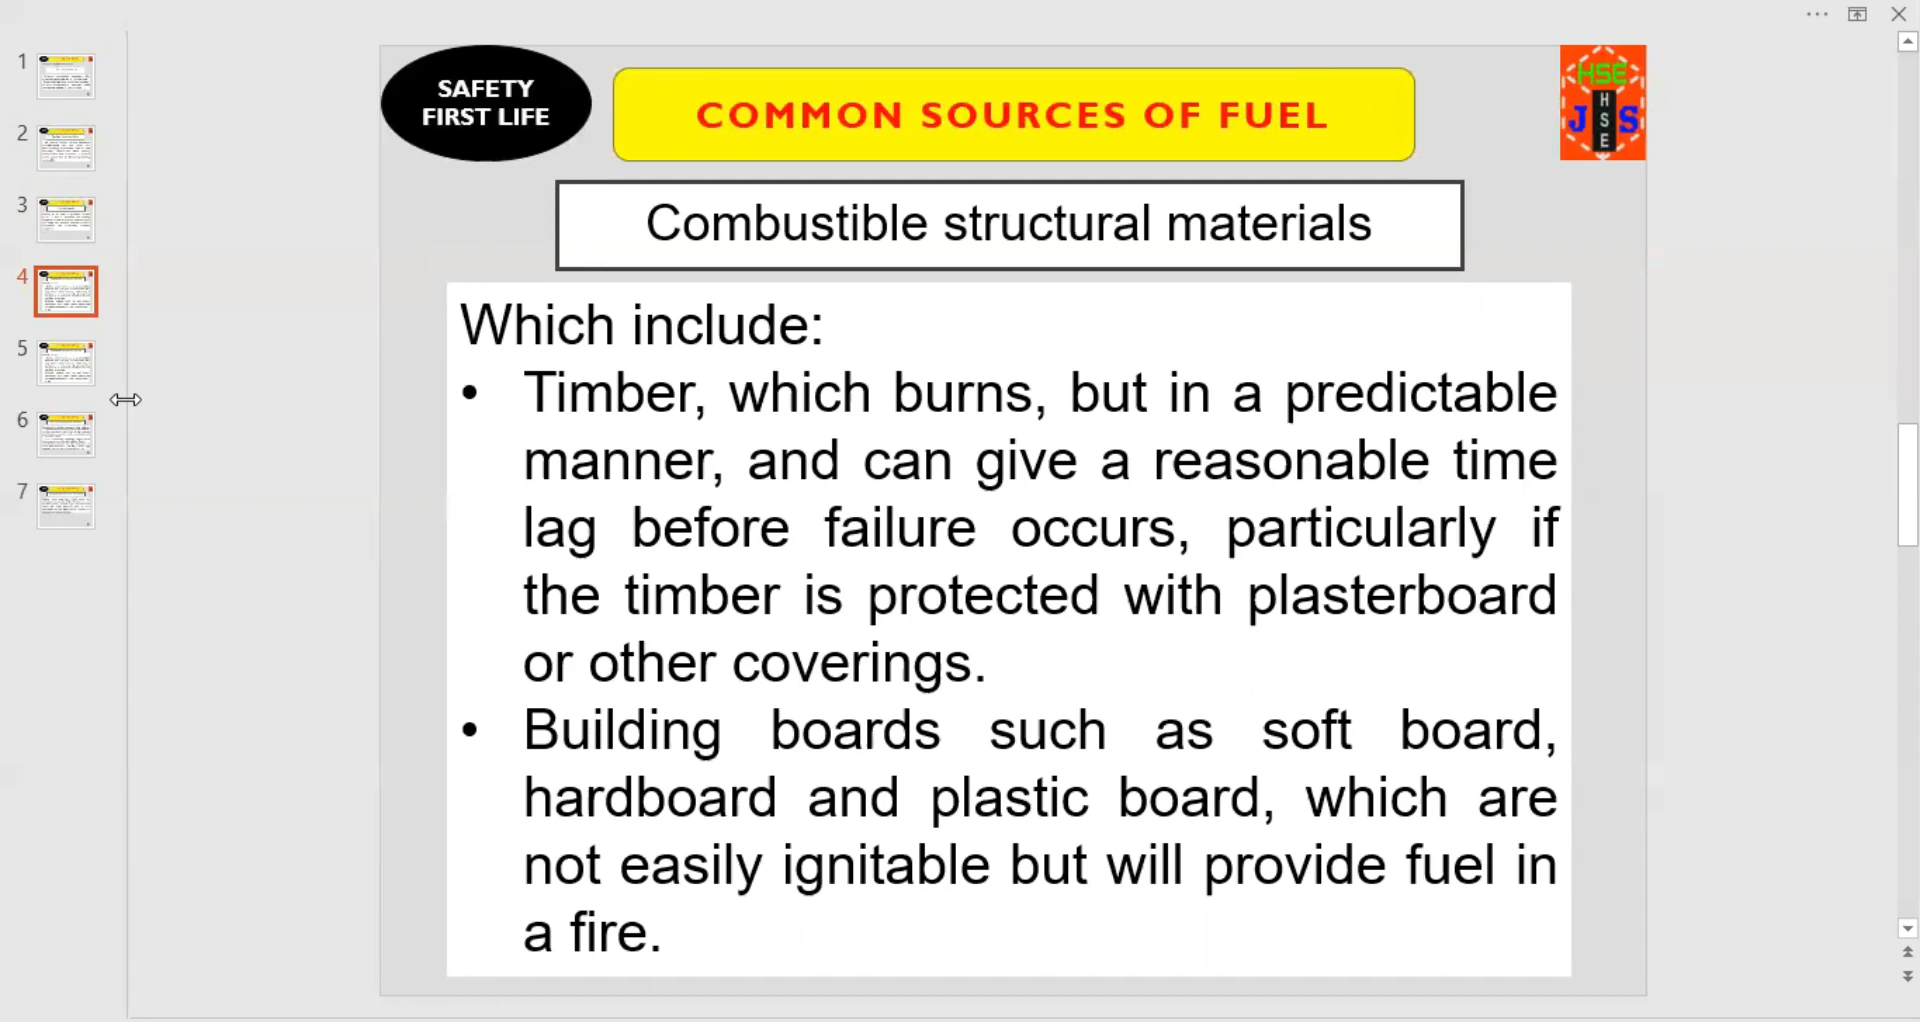 SAFETY
FIRST LIFE
COMMON SOURCES OF FUEL
HSE
J HSE S
Combustible structural materials
Which include:
• Timber, which burns, but in a predictable
manner, and can give a reasonable time
lag before failure occurs, particularly if
the timber is protected with plasterboard
or other coverings.
• Building boards such as soft board,
hardboard and plastic board, which are
not easily ignitable but will provide fuel in
a fire.
1
2
3
4
5
6
7